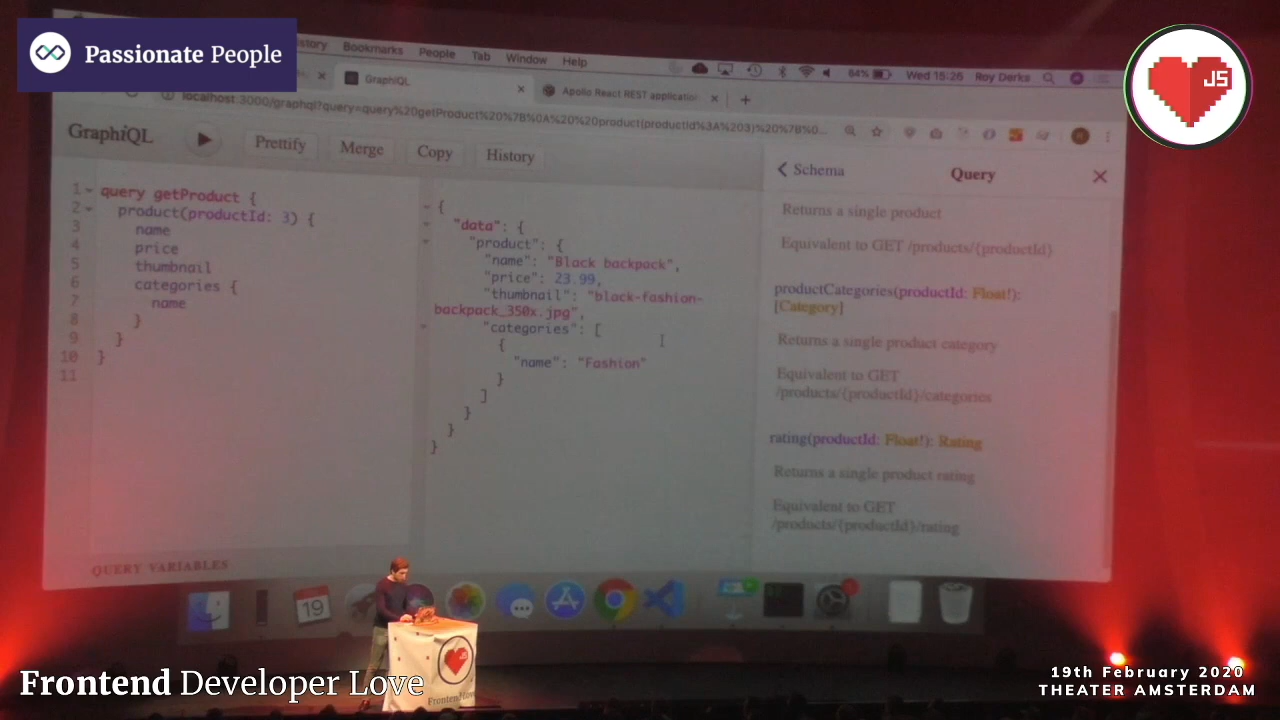 Passionate People
JS
History Bookmarks People Tab Window Help
64% Wed 15:26 Roy Derks
GraphiQL
Apollo React REST application
localhost:3000/graphql?query=query%20getProduct%20%7B%0A%20%20product(productId%3A%203)%20%7B%0...
GraphiQL
Prettify
Merge
Copy
History
1 query getProduct {
2 product(productId: 3) {
3 name
4 price
5 thumbnail
6 categories {
7 name
8 }
9 }
10 }
11
QUERY VARIABLES
{
"data": {
"product": {
"name": "Black backpack",
"price": 23.99,
"thumbnail": "black-fashion-
backpack_350x.jpg",
"categories": [
{
"name": "Fashion"
}
]
}
}
}
Schema
Query
Returns a single product
Equivalent to GET /products/{productId}
productCategories(productId: Float!):
[Category]
Returns a single product category
Equivalent to GET
/products/{productId}/categories
rating(productId: Float!): Rating
Returns a single product rating
Equivalent to GET
/products/{productId}/rating
19
JS
Frontend Love
Frontend Developer Love
19th February 2020
THEATER AMSTERDAM